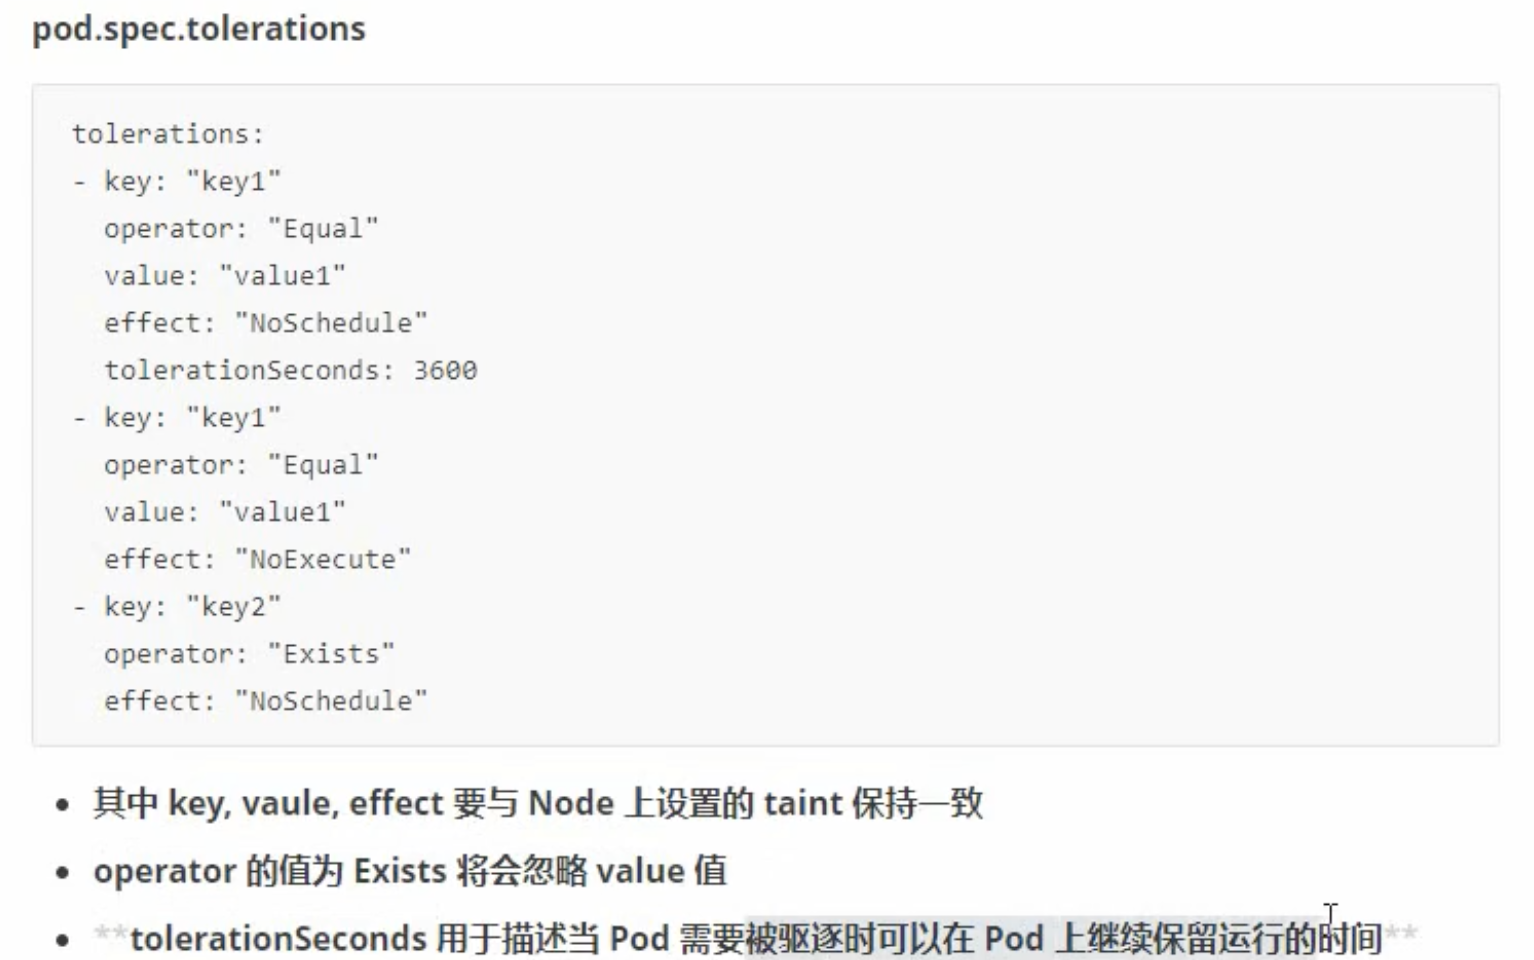 pod.spec.tolerations
tolerations:
- key: "key1"
  operator: "Equal"
  value: "value1"
  effect: "NoSchedule"
  tolerationSeconds: 3600
- key: "key1"
  operator: "Equal"
  value: "value1"
  effect: "NoExecute"
- key: "key2"
  operator: "Exists"
  effect: "NoSchedule"
• 其中 key, vaule, effect 要与 Node 上设置的 taint 保持一致
• operator 的值为 Exists 将会忽略 value 值
• **tolerationSeconds 用于描述当 Pod 需要被驱逐时可以在 Pod 上继续保留运行的时间**